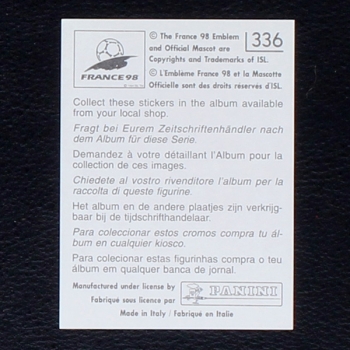 © The France 98 Emblem
and Official Mascot are
Copyrights and Trademarks of ISL.
336
© L'Emblème France 98 et la Mascotte
Officielle sont des droits réservés d'ISL.
FRANCE 98
Collect these stickers in the album available
from your local shop.
Fragt bei Eurem Zeitschriftenhändler nach
dem Album für diese Serie.
Demandez à votre détaillant l'Album pour la
collection de ces images.
Chiedete al vostro rivenditore l'album per la
raccolta di queste figurine.
Het album en de andere plaatjes zijn verkrijg-
baar bij de tijdschrifthandelaar.
Para coleccionar estos cromos compra tu ál-
bum en cualquier kiosco.
Para colecionar estas figurinhas compra o teu
álbum em qualquer banca de jornal.
Manufactured under license by
Fabriqué sous licence par
PANINI
Made in Italy / Fabriqué en Italie